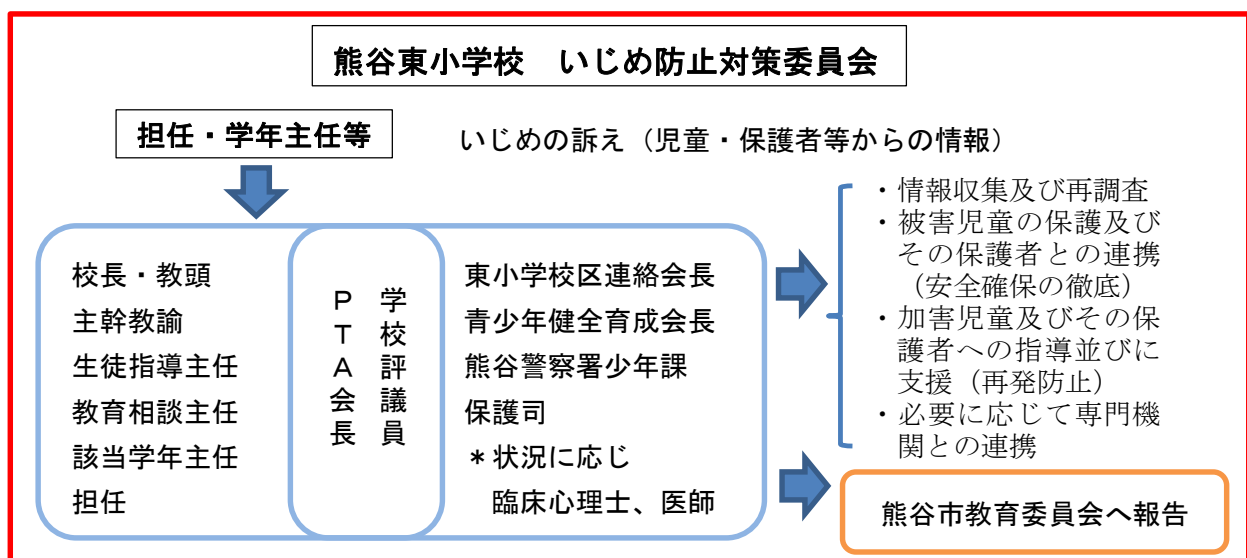 熊谷東小学校　いじめ防止対策委員会
担任・学年主任等
いじめの訴え（児童・保護者等からの情報）
校長・教頭
主幹教諭
生徒指導主任
教育相談主任
該当学年主任
担任
学校評議員
ＰＴＡ会長
東小学校区連絡会長
青少年健全育成会長
熊谷警察署少年課
保護司
＊状況に応じ
臨床心理士、医師
・情報収集及び再調査
・被害児童の保護及び
その保護者との連携
（安全確保の徹底）
・加害児童及びその保
護者への指導並びに
支援（再発防止）
・必要に応じて専門機
関との連携
熊谷市教育委員会へ報告